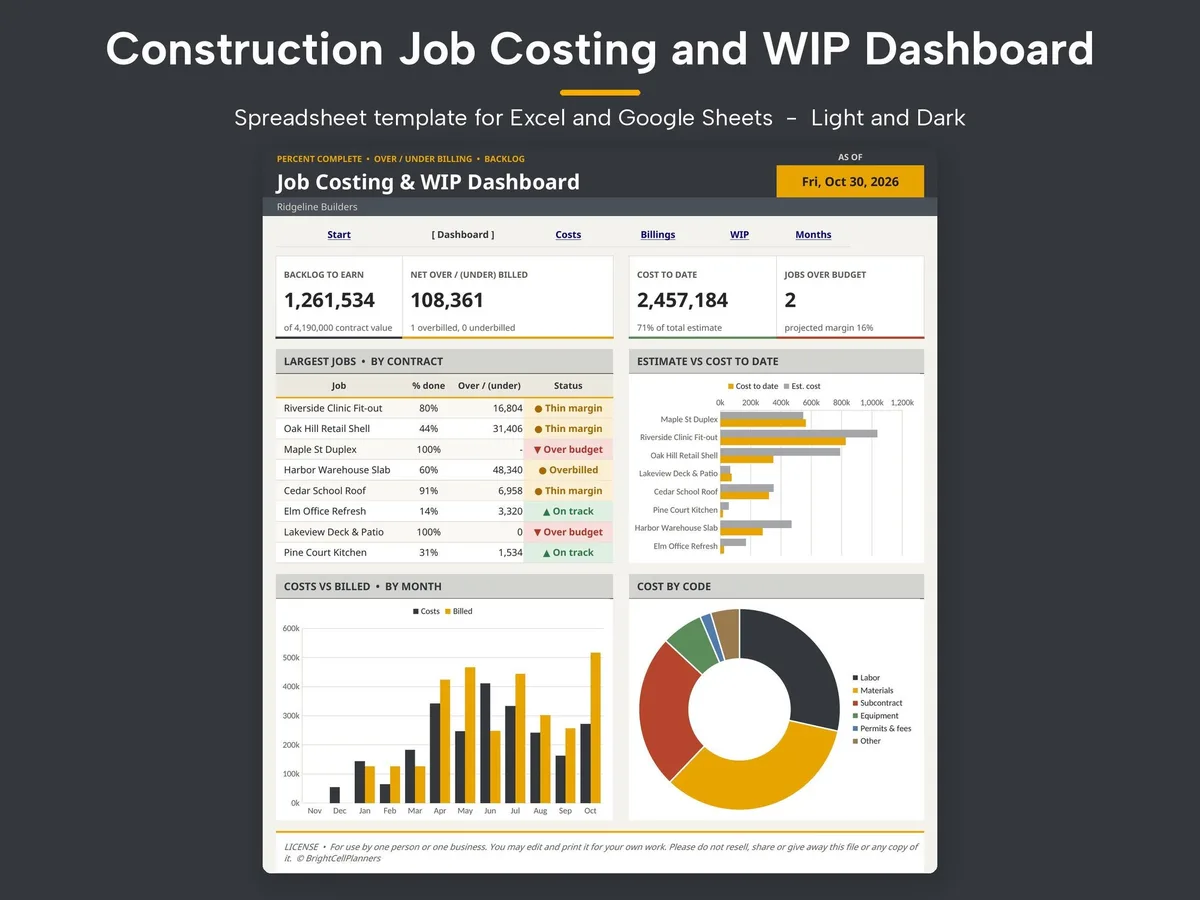 Construction Job Costing and WIP Dashboard
Spreadsheet template for Excel and Google Sheets – Light and Dark
PERCENT COMPLETE • OVER / UNDER BILLING • BACKLOG
AS OF
Job Costing & WIP Dashboard
Fri, Oct 30, 2026
Ridgeline Builders
Start [ Dashboard ] Costs Billings WIP Months
BACKLOG TO EARN
1,261,534
of 4,190,000 contract value
NET OVER / (UNDER) BILLED
108,361
1 overbilled, 0 underbilled
COST TO DATE
2,457,184
71% of total estimate
JOBS OVER BUDGET
2
projected margin 16%
LARGEST JOBS • BY CONTRACT
Job % done Over / (under) Status
Riverside Clinic Fit-out 80% 16,804 ● Thin margin
Oak Hill Retail Shell 44% 31,406 ● Thin margin
Maple St Duplex 100% - ▼ Over budget
Harbor Warehouse Slab 60% 48,340 ● Overbilled
Cedar School Roof 91% 6,958 ● Thin margin
Elm Office Refresh 14% 3,320 ▲ On track
Lakeview Deck & Patio 100% 0 ▼ Over budget
Pine Court Kitchen 31% 1,534 ▲ On track
ESTIMATE VS COST TO DATE
Cost to date Est. cost
0k 200k 400k 600k 800k 1,000k 1,200k
Maple St Duplex
Riverside Clinic Fit-out
Oak Hill Retail Shell
Lakeview Deck & Patio
Cedar School Roof
Pine Court Kitchen
Harbor Warehouse Slab
Elm Office Refresh
COSTS VS BILLED • BY MONTH
Costs Billed
600k
500k
400k
300k
200k
100k
0k
Nov Dec Jan Feb Mar Apr May Jun Jul Aug Sep Oct
COST BY CODE
Labor
Materials
Subcontract
Equipment
Permits & fees
Other
LICENSE • For use by one person or one business. You may edit and print it for your own work. Please do not resell, share or give away this file or any copy of
it. © BrightCellPlanners